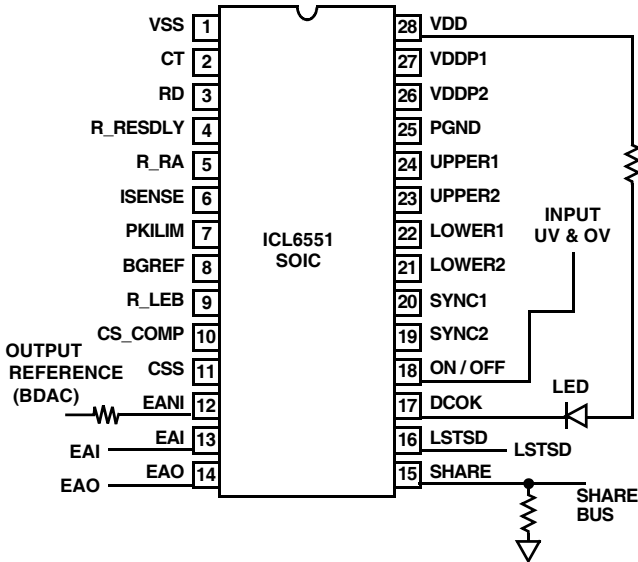 VSS 1
CT 2
RD 3
R_RESDLY 4
R_RA 5
ISENSE 6
PKILIM 7
BGREF 8
R_LEB 9
CS_COMP 10
CSS 11
EANI 12
EAI 13
EAO 14
OUTPUT
REFERENCE
(BDAC)
EAI
EAO
ICL6551
SOIC
28 VDD
27 VDDP1
26 VDDP2
25 PGND
24 UPPER1
23 UPPER2
22 LOWER1
21 LOWER2
20 SYNC1
19 SYNC2
18 ON / OFF
17 DCOK
16 LSTSD
15 SHARE
INPUT
UV & OV
LED
LSTSD
SHARE
BUS